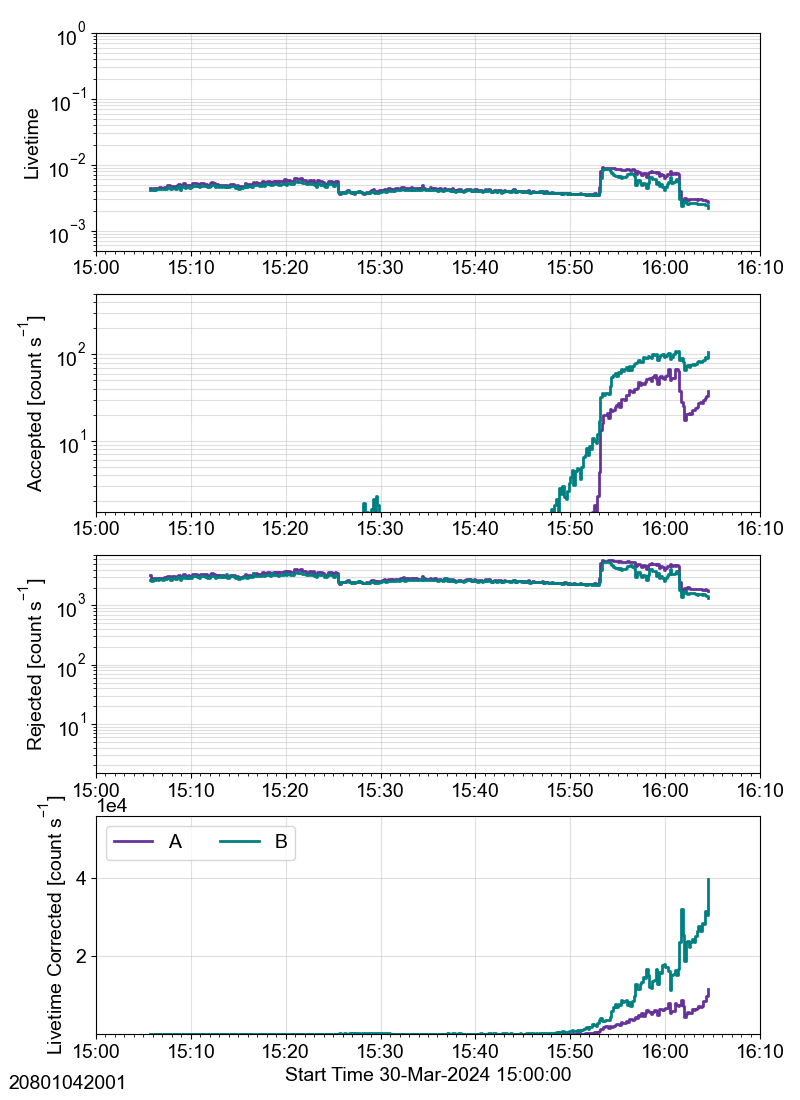 Livetime
10^0
10^-1
10^-2
10^-3
15:00 15:10 15:20 15:30 15:40 15:50 16:00 16:10
Accepted [count s^-1]
10^2
10^1
15:00 15:10 15:20 15:30 15:40 15:50 16:00 16:10
Rejected [count s^-1]
10^3
10^2
10^1
15:00 15:10 15:20 15:30 15:40 15:50 16:00 16:10
1e4
Livetime Corrected [count s^-1]
A B
4
2
15:00 15:10 15:20 15:30 15:40 15:50 16:00 16:10
Start Time 30-Mar-2024 15:00:00
20801042001